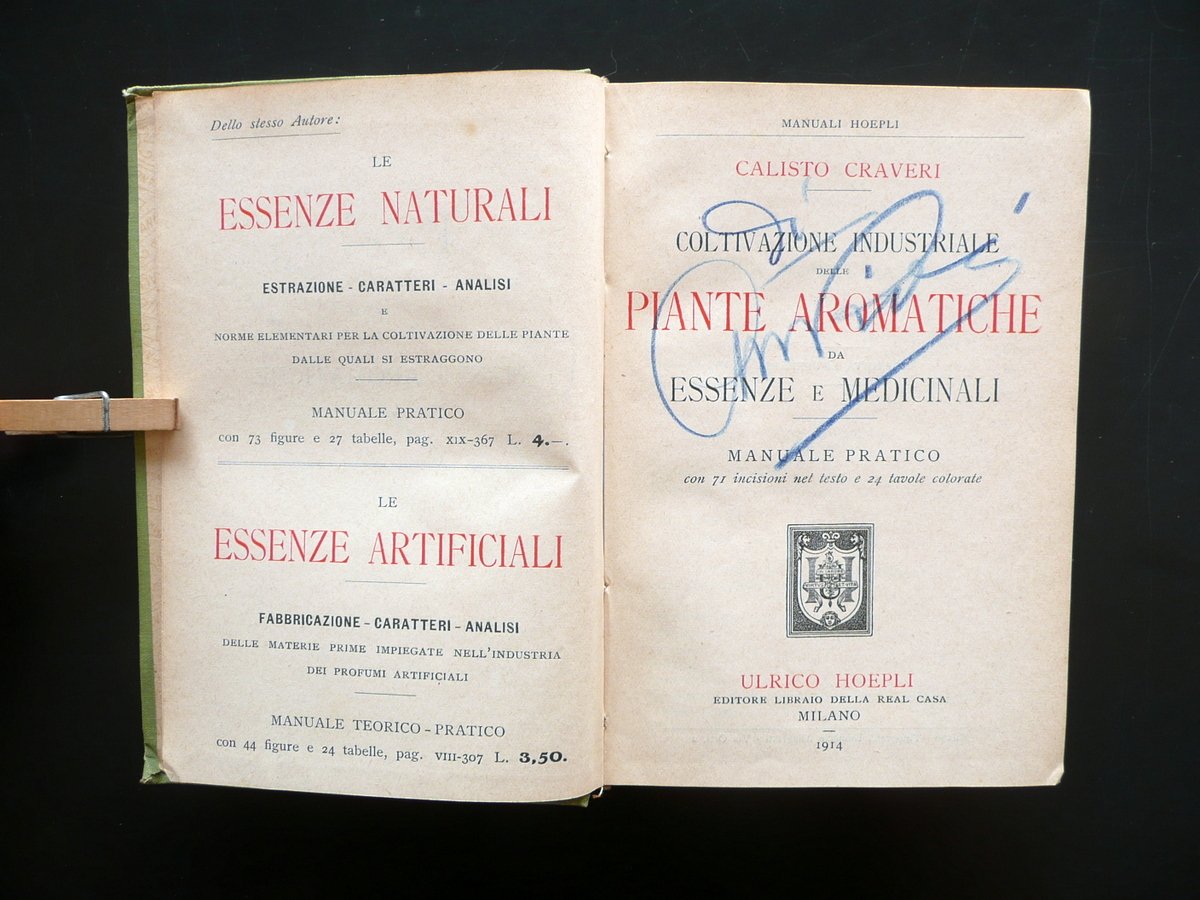 Dello stesso Autore:
LE
ESSENZE NATURALI
ESTRAZIONE - CARATTERI - ANALISI
E
NORME ELEMENTARI PER LA COLTIVAZIONE DELLE PIANTE
DALLE QUALI SI ESTRAGGONO
MANUALE PRATICO
con 73 figure e 27 tabelle, pag. XIX-367 L. 4.—.
LE
ESSENZE ARTIFICIALI
FABBRICAZIONE - CARATTERI - ANALISI
DELLE MATERIE PRIME IMPIEGATE NELL'INDUSTRIA
DEI PROFUMI ARTIFICIALI
MANUALE TEORICO-PRATICO
con 44 figure e 24 tabelle, pag. VIII-307 L. 3,50.
MANUALI HOEPLI
CALISTO CRAVERI
COLTIVAZIONE INDUSTRIALE
DELLE
PIANTE AROMATICHE
DA
ESSENZE E MEDICINALI
MANUALE PRATICO
con 71 incisioni nel testo e 24 tavole colorate
ULRICO HOEPLI
EDITORE LIBRAIO DELLA REAL CASA
MILANO
1914